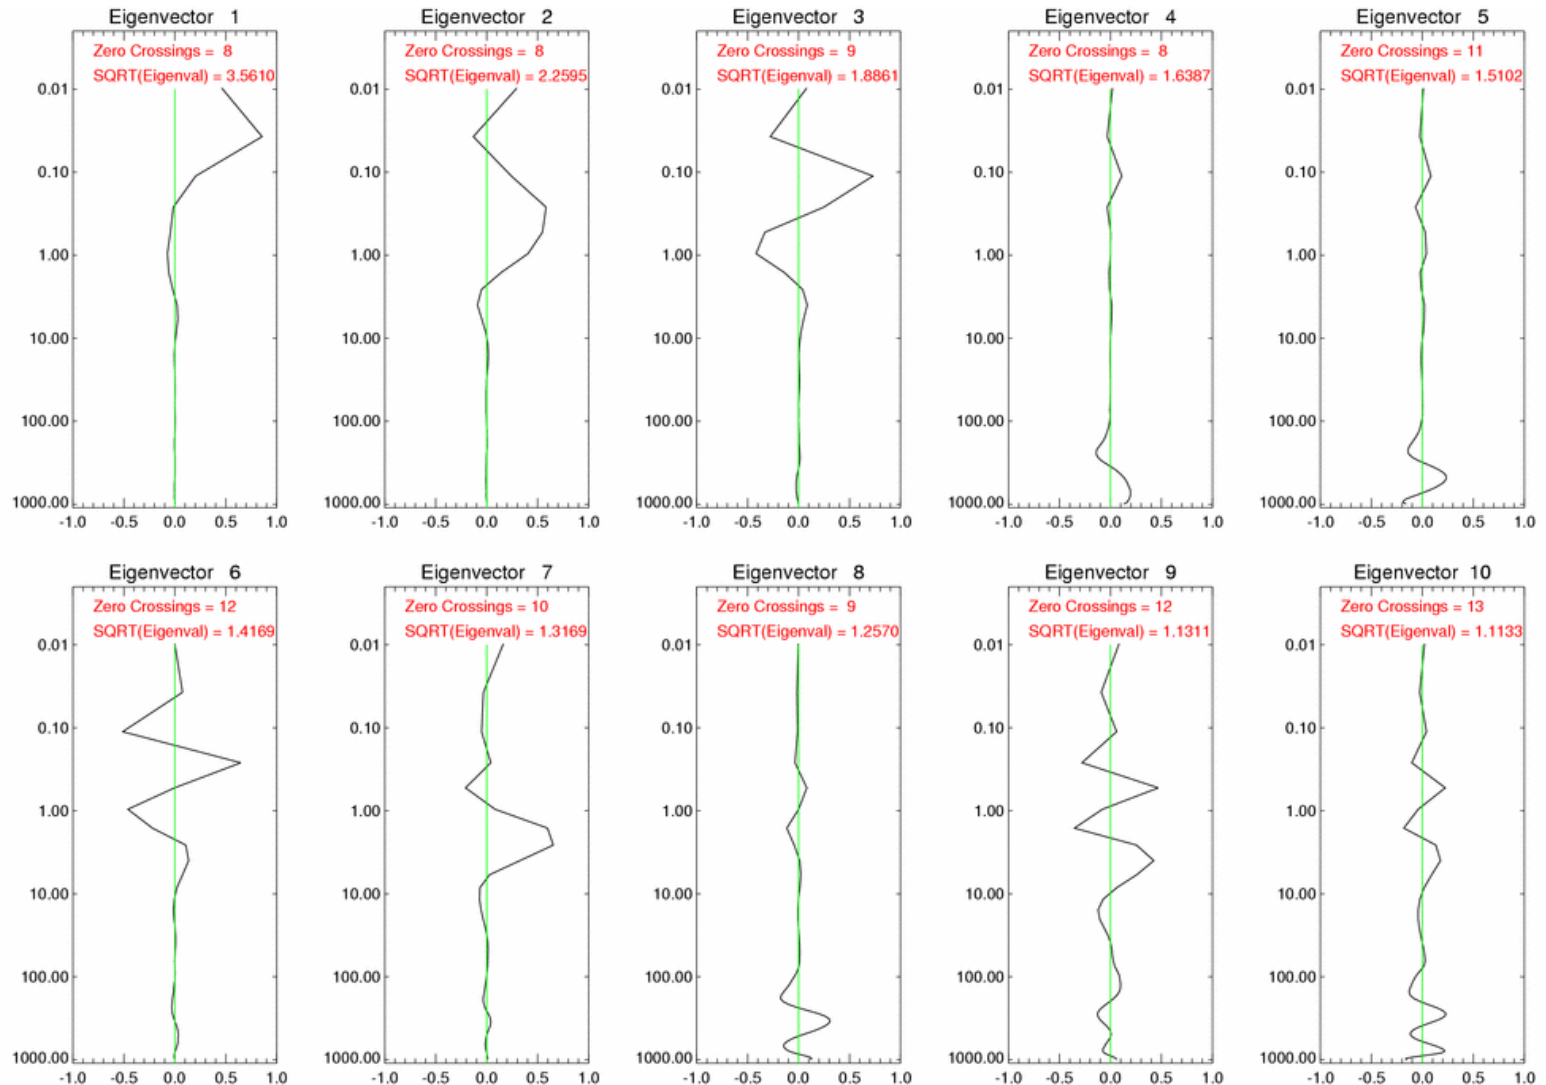 Eigenvector 1
Zero Crossings = 8
SQRT(Eigenval) = 3.5610
0.01
0.10
1.00
10.00
100.00
1000.00
-1.0 -0.5 0.0 0.5 1.0
Eigenvector 2
Zero Crossings = 8
SQRT(Eigenval) = 2.2595
0.01
0.10
1.00
10.00
100.00
1000.00
-1.0 -0.5 0.0 0.5 1.0
Eigenvector 3
Zero Crossings = 9
SQRT(Eigenval) = 1.8861
0.01
0.10
1.00
10.00
100.00
1000.00
-1.0 -0.5 0.0 0.5 1.0
Eigenvector 4
Zero Crossings = 8
SQRT(Eigenval) = 1.6387
0.01
0.10
1.00
10.00
100.00
1000.00
-1.0 -0.5 0.0 0.5 1.0
Eigenvector 5
Zero Crossings = 11
SQRT(Eigenval) = 1.5102
0.01
0.10
1.00
10.00
100.00
1000.00
-1.0 -0.5 0.0 0.5 1.0
Eigenvector 6
Zero Crossings = 12
SQRT(Eigenval) = 1.4169
0.01
0.10
1.00
10.00
100.00
1000.00
-1.0 -0.5 0.0 0.5 1.0
Eigenvector 7
Zero Crossings = 10
SQRT(Eigenval) = 1.3169
0.01
0.10
1.00
10.00
100.00
1000.00
-1.0 -0.5 0.0 0.5 1.0
Eigenvector 8
Zero Crossings = 9
SQRT(Eigenval) = 1.2570
0.01
0.10
1.00
10.00
100.00
1000.00
-1.0 -0.5 0.0 0.5 1.0
Eigenvector 9
Zero Crossings = 12
SQRT(Eigenval) = 1.1311
0.01
0.10
1.00
10.00
100.00
1000.00
-1.0 -0.5 0.0 0.5 1.0
Eigenvector 10
Zero Crossings = 13
SQRT(Eigenval) = 1.1133
0.01
0.10
1.00
10.00
100.00
1000.00
-1.0 -0.5 0.0 0.5 1.0